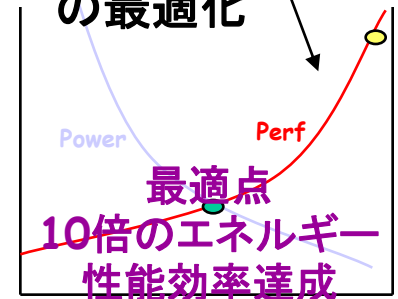 の最適化
Power
Perf
最適点
10倍のエネルギー
性能効率達成